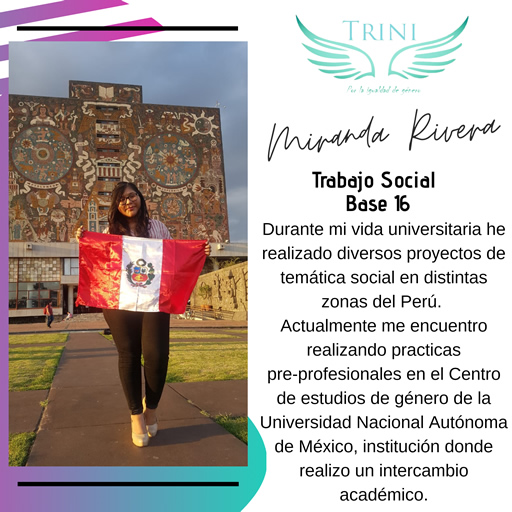 TRINI
Por la igualdad de género
Miranda Rivera
Trabajo Social
Base 16
Durante mi vida universitaria he
realizado diversos proyectos de
temática social en distintas
zonas del Perú.
Actualmente me encuentro
realizando practicas
pre-profesionales en el Centro
de estudios de género de la
Universidad Nacional Autónoma
de México, institución donde
realizo un intercambio
académico.